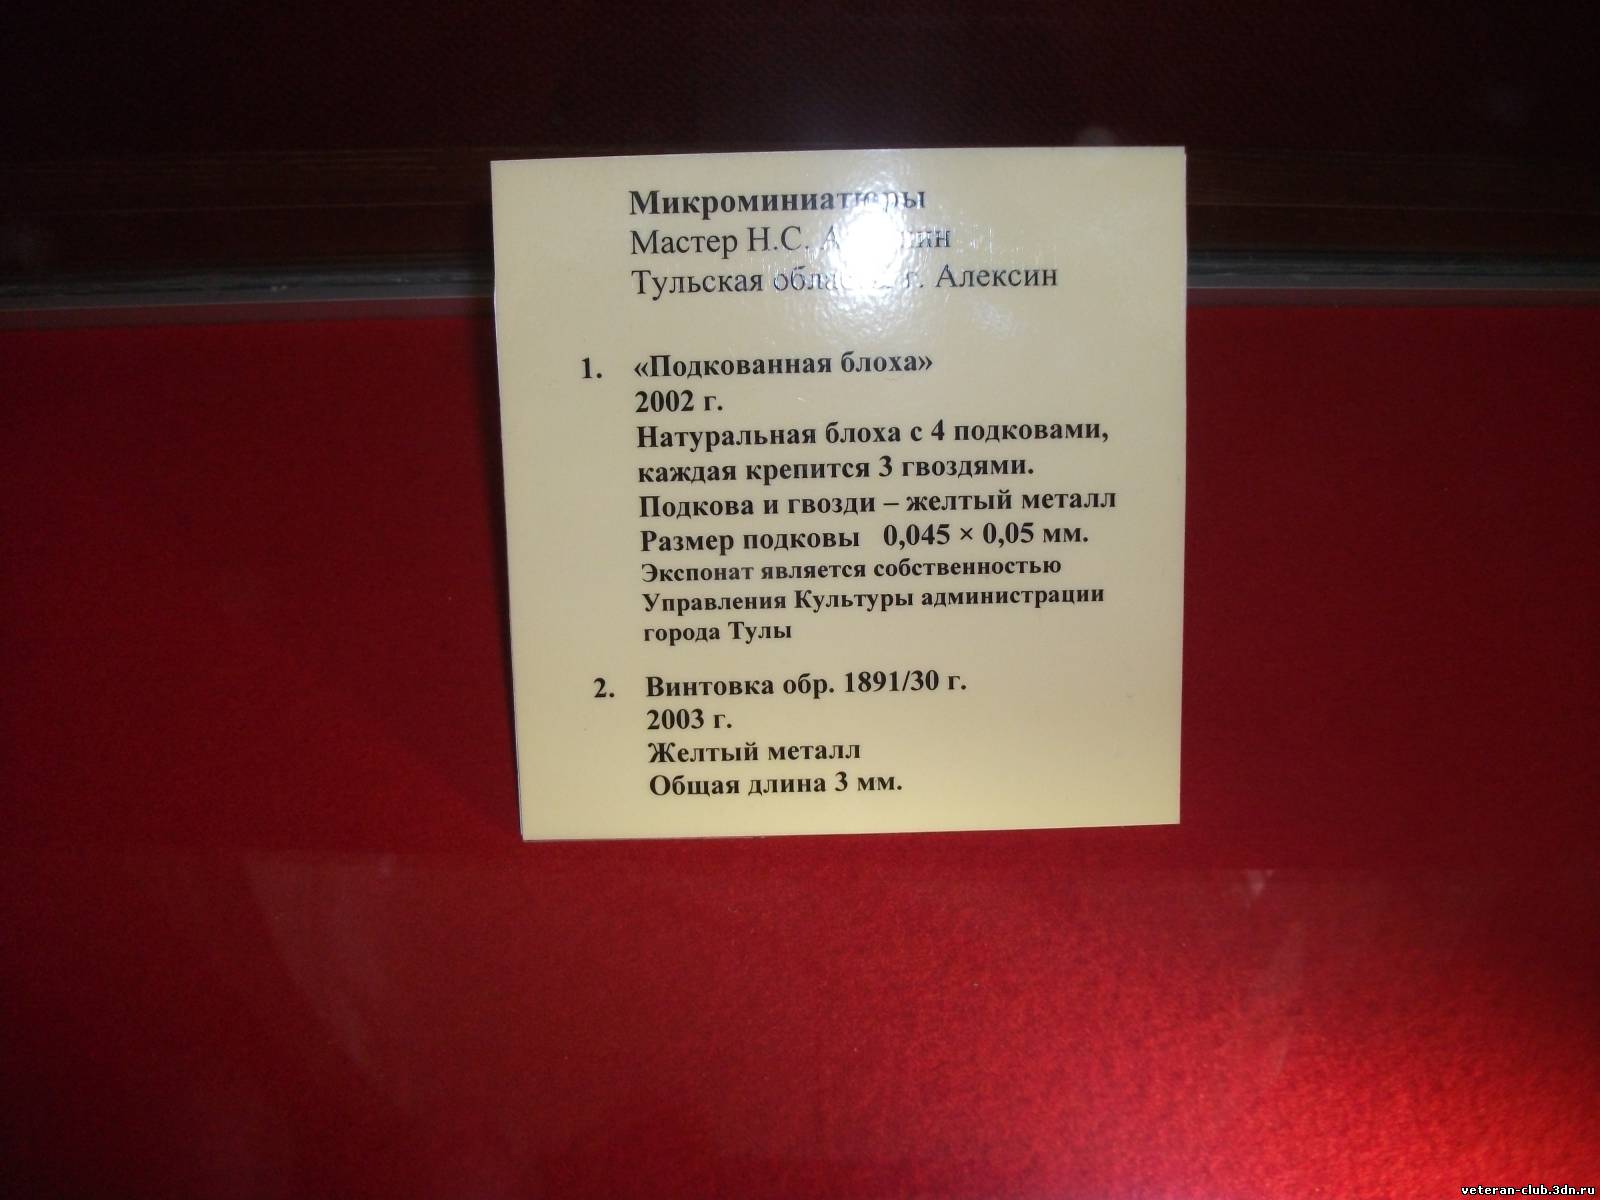 Микроминиатюры
Мастер Н.С.
Тульская область г. Алексин
1. «Подкованная блоха»
2002 г.
Натуральная блоха с 4 подковами,
каждая крепится 3 гвоздями.
Подкова и гвозди – желтый металл
Размер подковы 0,045 × 0,05 мм.
Экспонат является собственностью
Управления Культуры администрации
города Тулы
2. Винтовка обр. 1891/30 г.
2003 г.
Желтый металл
Общая длина 3 мм.
veteran-club.3dn.ru